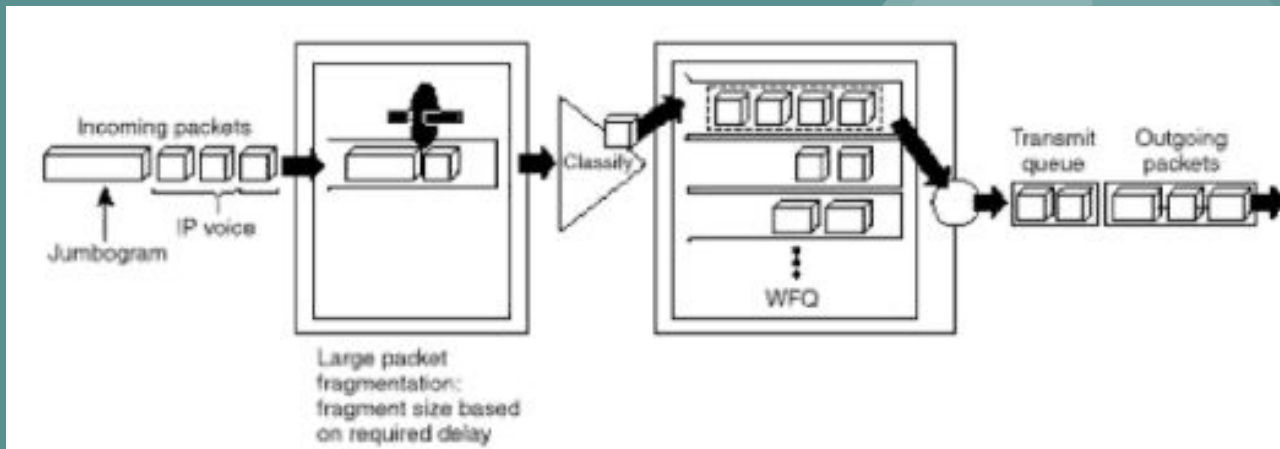 Incoming packets
IP voice
Jumbogram
Large packet
fragmentation:
fragment size based
on required delay
Classify
WFQ
Transmit
queue
Outgoing
packets